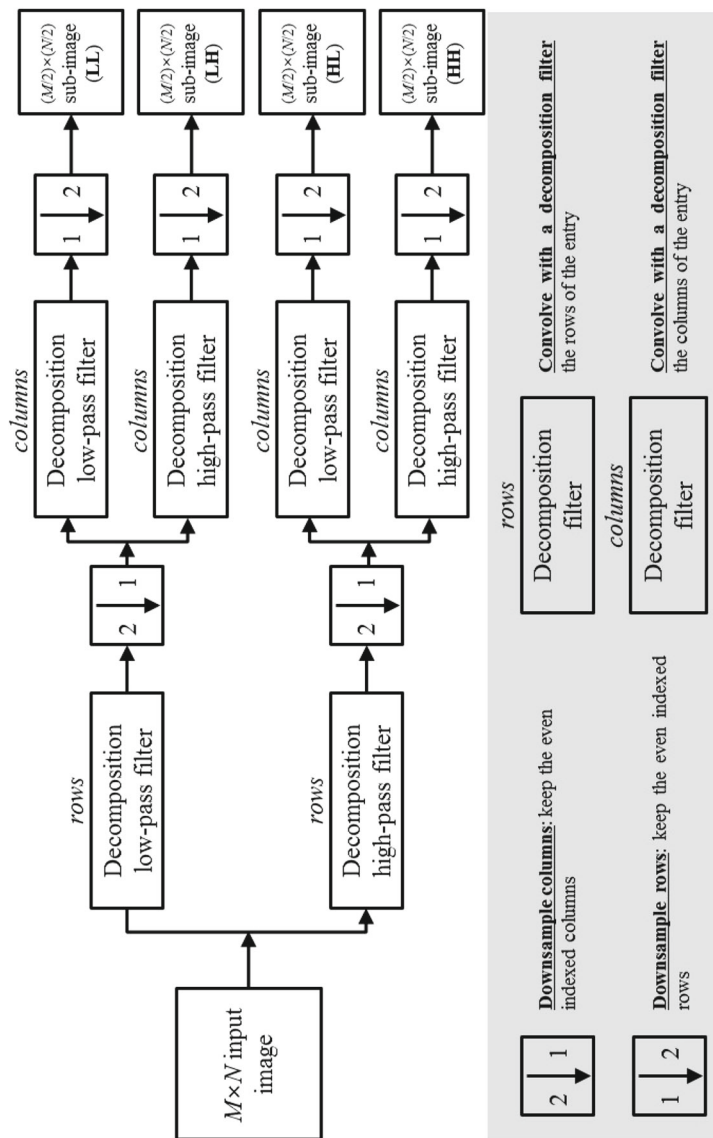 M×N input
image
rows
Decomposition
low-pass filter
2 1
columns
Decomposition
low-pass filter
1 2
(M/2)×(N/2)
sub-image
(LL)
columns
Decomposition
high-pass filter
1 2
(M/2)×(N/2)
sub-image
(LH)
rows
Decomposition
high-pass filter
2 1
columns
Decomposition
low-pass filter
1 2
(M/2)×(N/2)
sub-image
(HL)
columns
Decomposition
high-pass filter
1 2
(M/2)×(N/2)
sub-image
(HH)
2 1
Downsample columns: keep the even
indexed columns
rows
Decomposition
filter
Convolve with a decomposition filter
the rows of the entry
1 2
Downsample rows: keep the even indexed
rows
columns
Decomposition
filter
Convolve with a decomposition filter
the columns of the entry